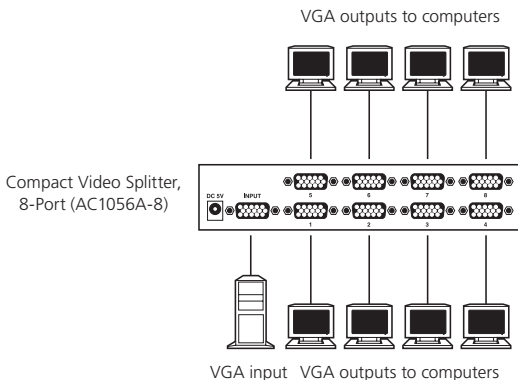 VGA outputs to computers
Compact Video Splitter,
8-Port (AC1056A-8)
DC 5V INPUT 5 6 7 8
1 2 3 4
VGA input VGA outputs to computers